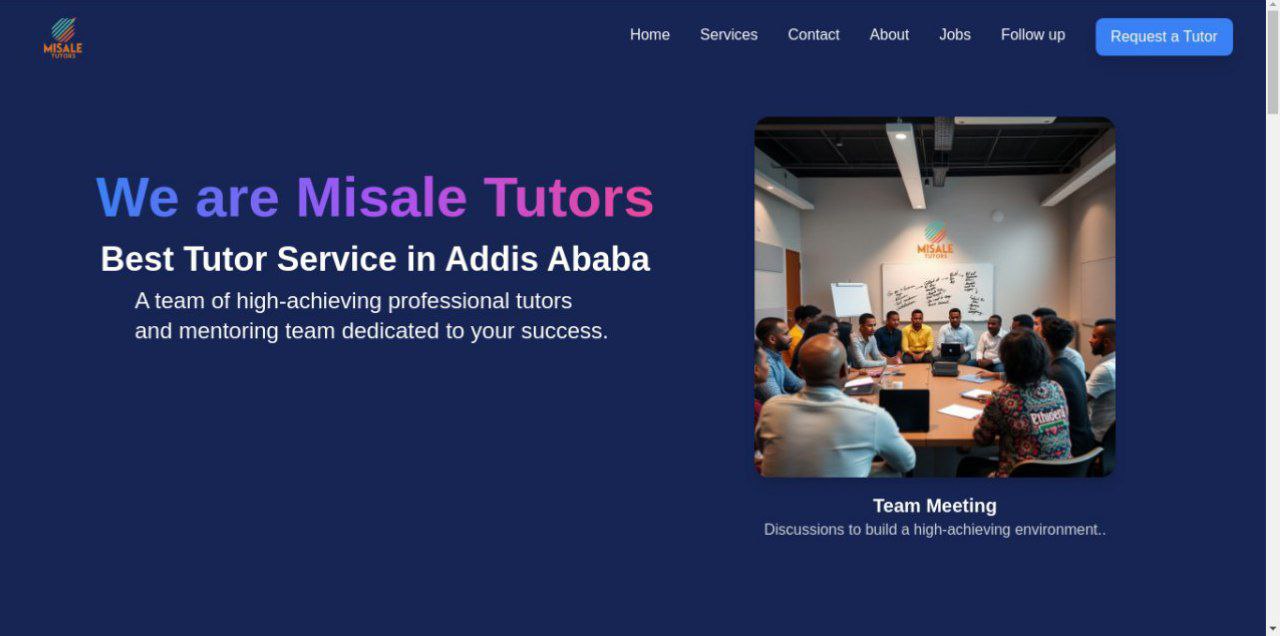 MISALE
TUTORS
Home
Services
Contact
About
Jobs
Follow up
Request a Tutor
We are Misale Tutors
Best Tutor Service in Addis Ababa
A team of high-achieving professional tutors
and mentoring team dedicated to your success.
MISALE
TUTORS
Team Meeting
Discussions to build a high-achieving environment..